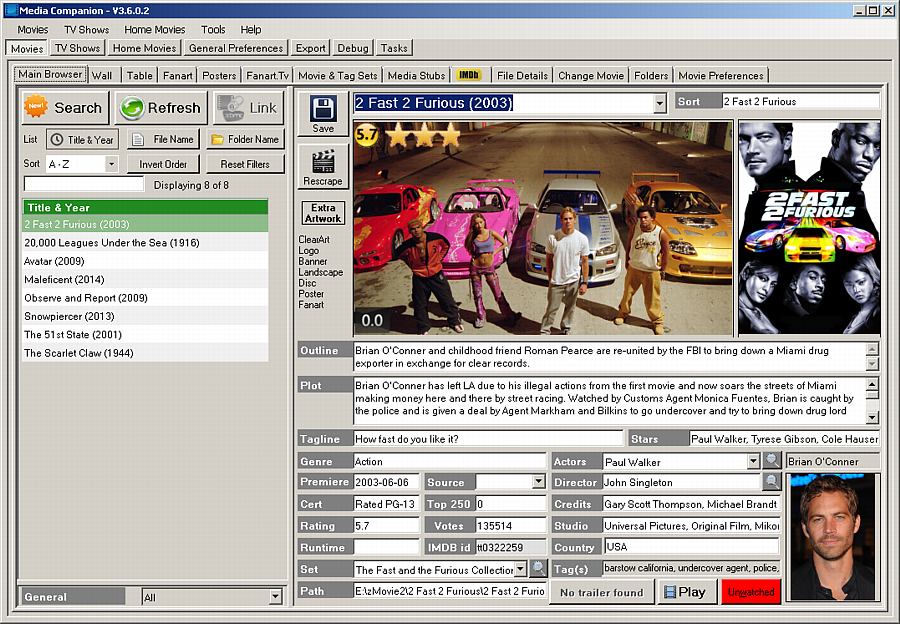 Media Companion - V3.6.0.2
Movies TV Shows Home Movies Tools Help
Movies TV Shows Home Movies General Preferences Export Debug Tasks
Main Browser Wall Table Fanart Posters Fanart.Tv Movie & Tag Sets Media Stubs IMDb File Details Change Movie Folders Movie Preferences
New! Search Refresh Link
List Title & Year File Name Folder Name
Sort A - Z Invert Order Reset Filters
Displaying 8 of 8
Title & Year
2 Fast 2 Furious (2003)
20,000 Leagues Under the Sea (1916)
Avatar (2009)
Maleficent (2014)
Observe and Report (2009)
Snowpiercer (2013)
The 51st State (2001)
The Scarlet Claw (1944)
General All
Save
Rescrape
Extra
Artwork
ClearArt
Logo
Banner
Landscape
Disc
Poster
Fanart
2 Fast 2 Furious (2003)
Sort 2 Fast 2 Furious
5.7
0.0
2FAST
2FURIOUS
Outline Brian O'Conner and childhood friend Roman Pearce are re-united by the FBI to bring down a Miami drug
exporter in exchange for clear records.
Plot Brian O'Conner has left LA due to his illegal actions from the first movie and now soars the streets of Miami
making money here and there by street racing. Watched by Customs Agent Monica Fuentes, Brian is caught by
the police and is given a deal by Agent Markham and Bilkins to go undercover and try to bring down drug lord
Tagline How fast do you like it? Stars Paul Walker, Tyrese Gibson, Cole Hauser
Genre Action Actors Paul Walker Brian O'Conner
Premiere 2003-06-06 Source Director John Singleton
Cert Rated PG-13 Top 250 0 Credits Gary Scott Thompson, Michael Brandt
Rating 5.7 Votes 135514 Studio Universal Pictures, Original Film, Mikon
Runtime IMDB id tt0322259 Country USA
Set The Fast and the Furious Collection Tag(s) barstow california, undercover agent, police,
Path E:\zMovie2\2 Fast 2 Furious\2 Fast 2 Furio No trailer found Play Unwatched